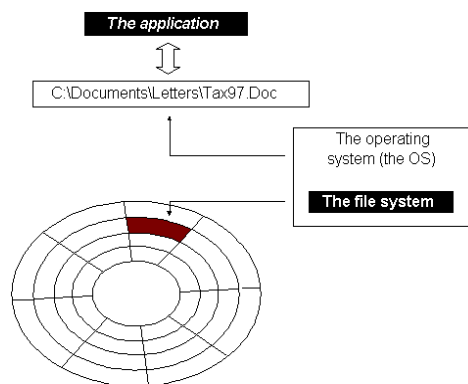 The application
C:\Documents\Letters\Tax97.Doc
The operating
system (the OS)
The file system